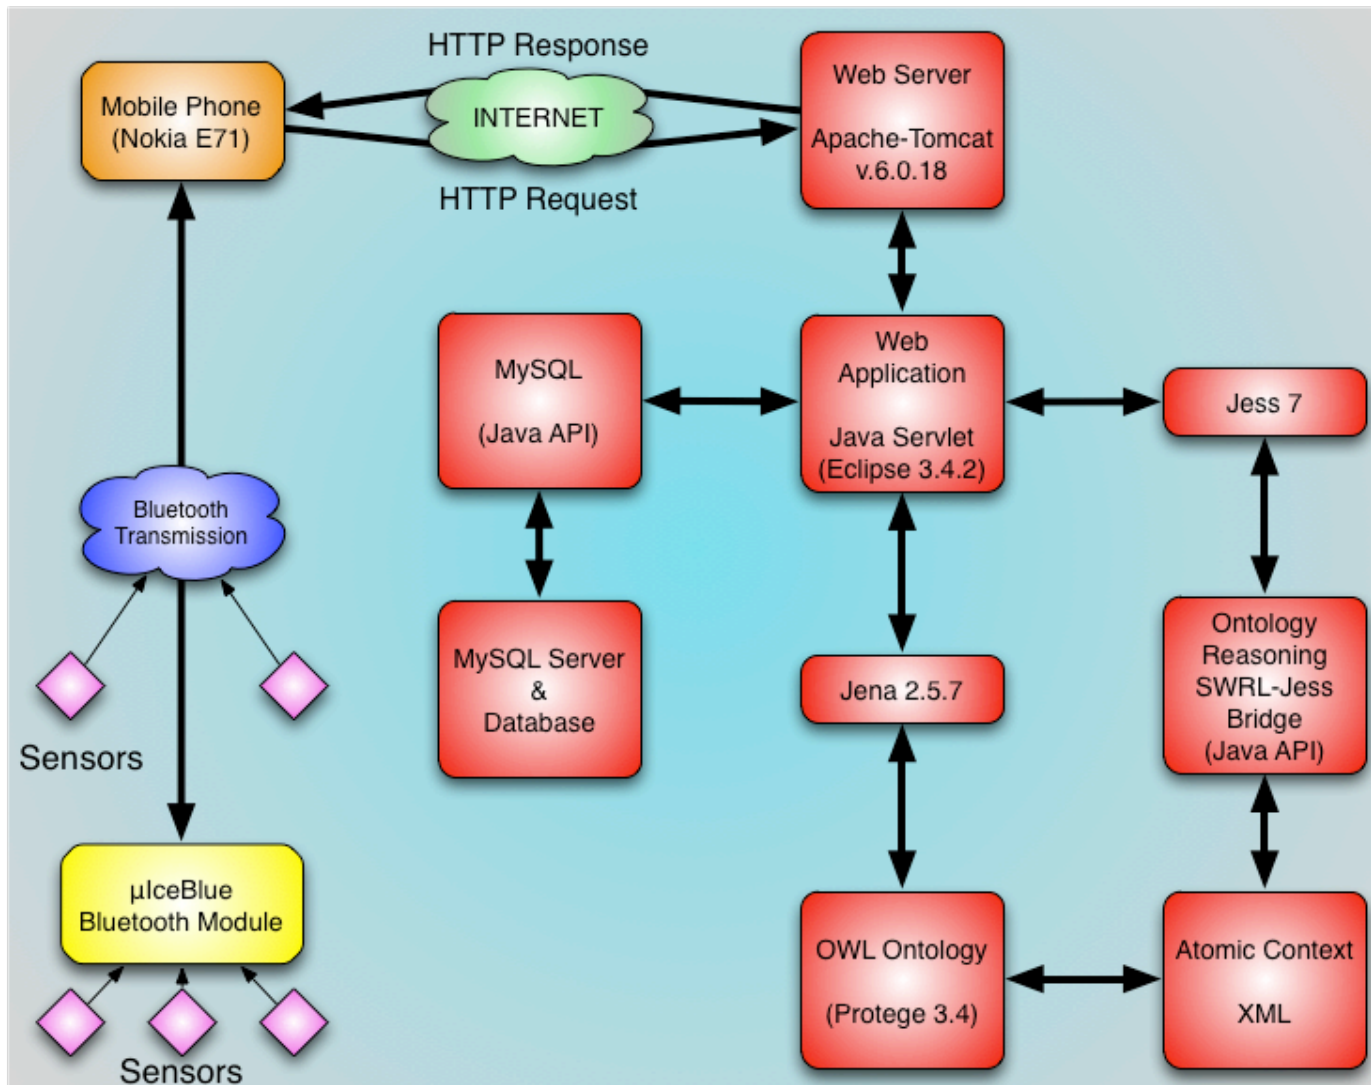 HTTP Response
Mobile Phone
(Nokia E71)
INTERNET
HTTP Request
Web Server
Apache-Tomcat
v.6.0.18
MySQL
(Java API)
Web
Application
Java Servlet
(Eclipse 3.4.2)
Jess 7
Bluetooth
Transmission
Sensors
MySQL Server
&
Database
Jena 2.5.7
Ontology
Reasoning
SWRL-Jess
Bridge
(Java API)
µIceBlue
Bluetooth Module
Sensors
OWL Ontology
(Protege 3.4)
Atomic Context
XML